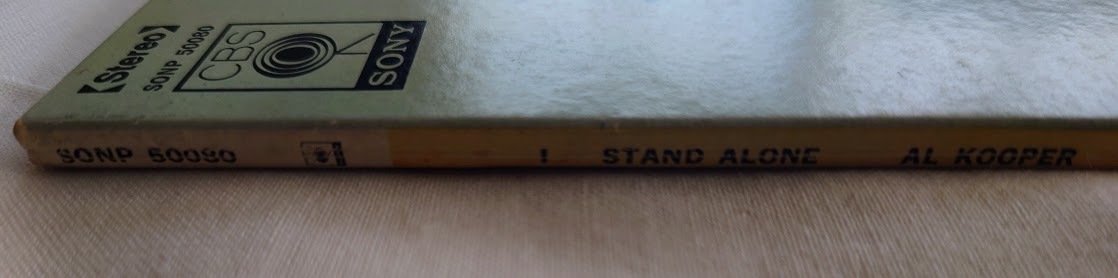 【Stereo】
SONP 50080
CBS
SONY
SONP 50080 I STAND ALONE AL KOOPER